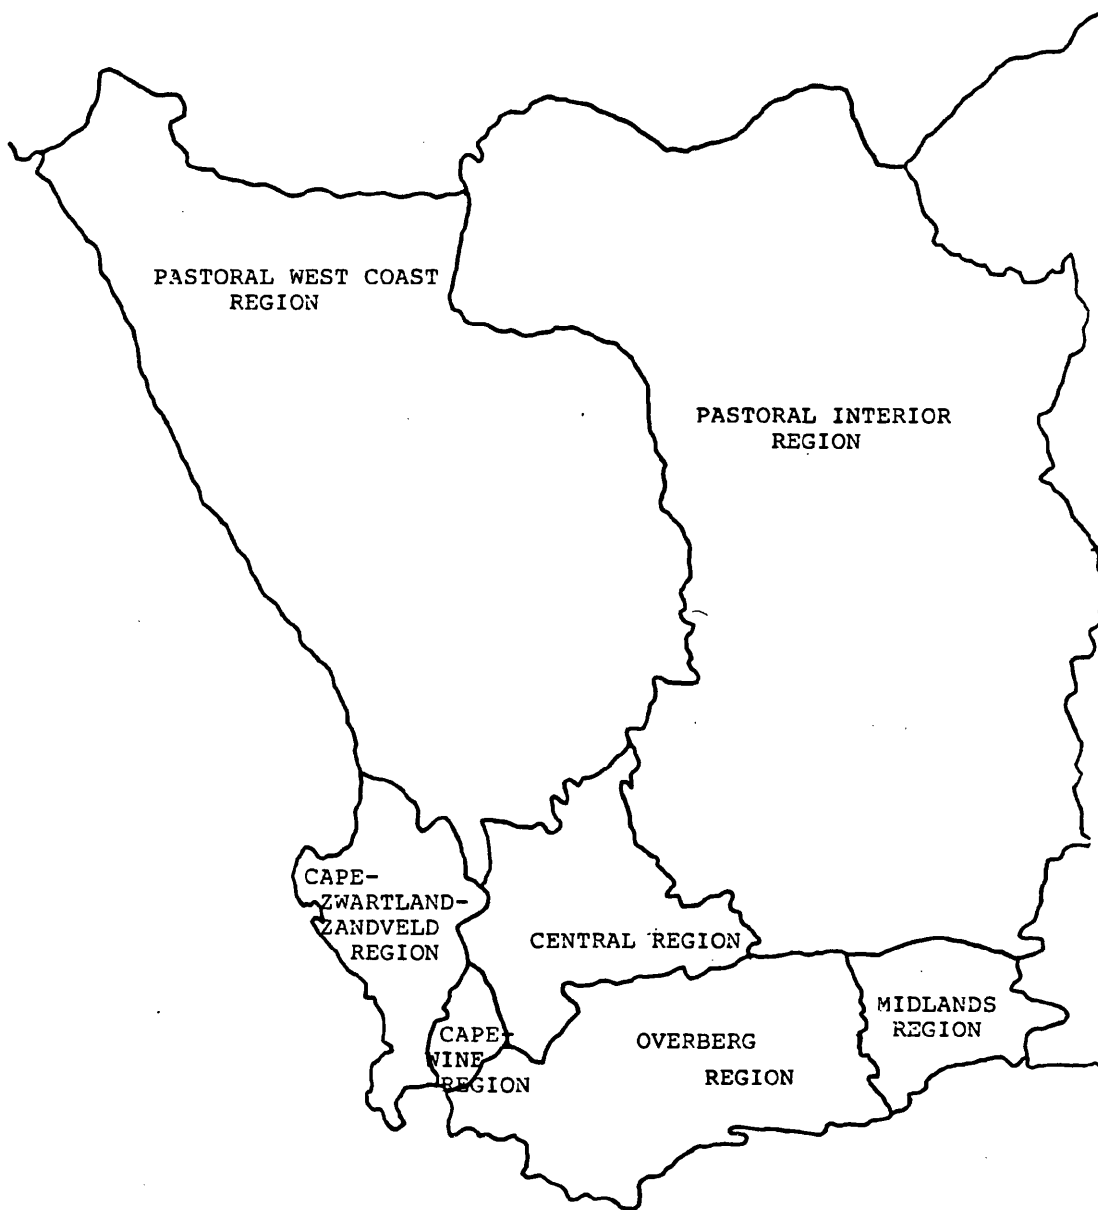 PASTORAL WEST COAST
REGION
PASTORAL INTERIOR
REGION
CAPE-
ZWARTLAND-
ZANDVELD
REGION
CENTRAL REGION
MIDLANDS
REGION
CAPE-
WINE
REGION
OVERBERG
REGION